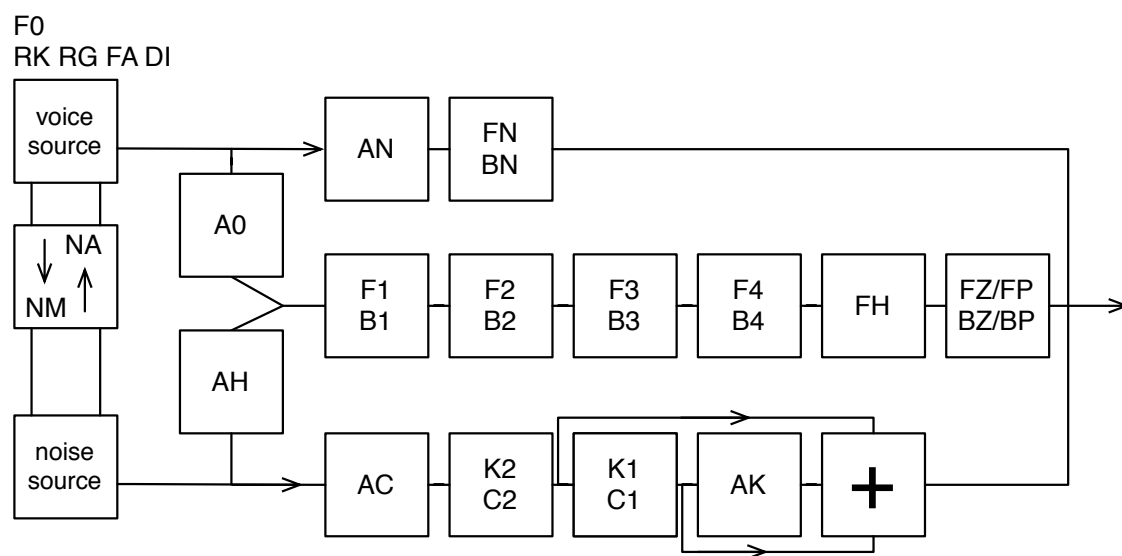 F0
RK RG FA DI
voice
source
AN
FN
BN
A0
NA
NM
F1
B1
F2
B2
F3
B3
F4
B4
FH
FZ/FP
BZ/BP
AH
noise
source
AC
K2
C2
K1
C1
AK
+